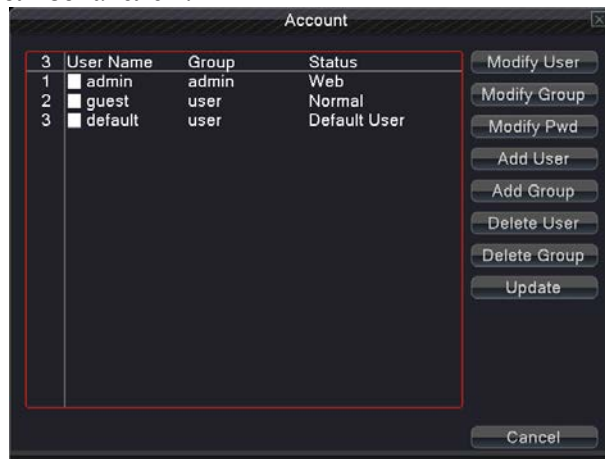 Account
3 User Name Group Status
1 admin admin Web
2 guest user Normal
3 default user Default User
Modify User
Modify Group
Modify Pwd
Add User
Add Group
Delete User
Delete Group
Update
Cancel